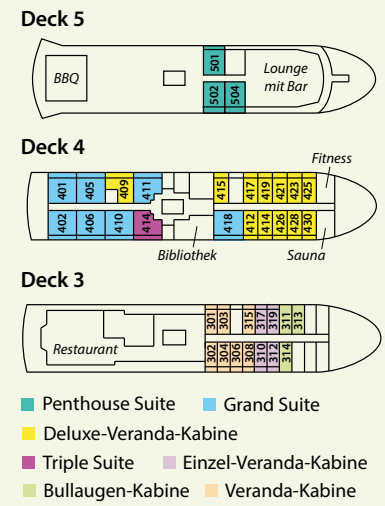 Deck 5
501
BBQ
Lounge
mit Bar
502 504
Deck 4
Fitness
401 405 409 411 415 417 419 421 423 425
402 406 410 414 418 412 414 426 428 430
Bibliothek
Sauna
Deck 3
301 303 315 317 319 311 313
Restaurant
302 304 306 308 310 312 314
Penthouse Suite
Grand Suite
Deluxe-Veranda-Kabine
Triple Suite
Einzel-Veranda-Kabine
Bullaugen-Kabine
Veranda-Kabine